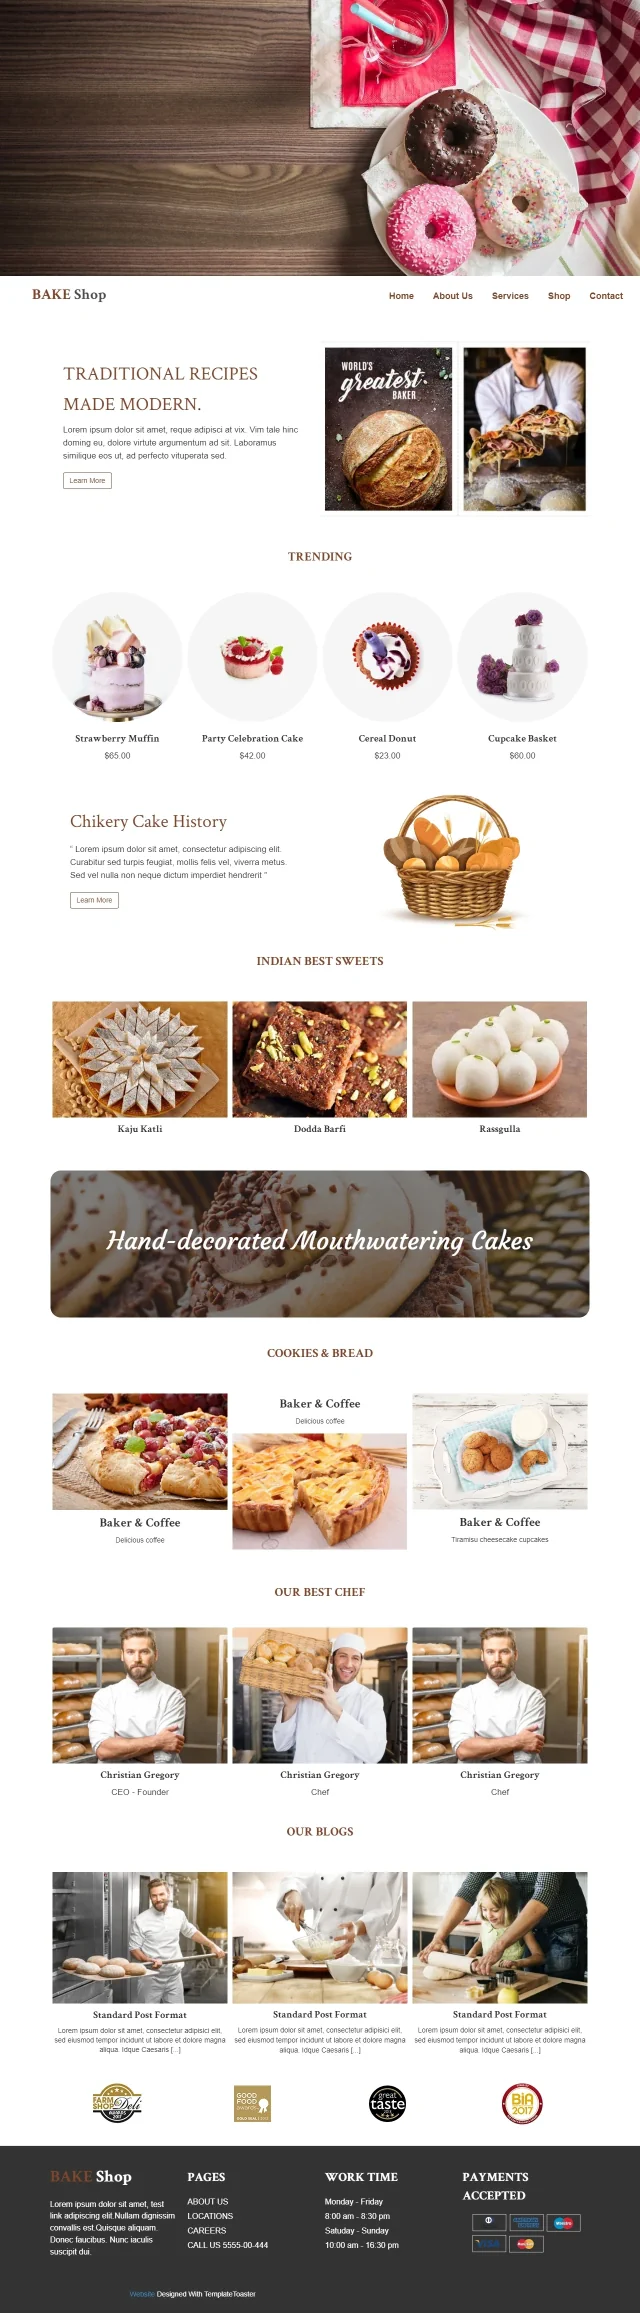 BAKE Shop
Home About Us Services Shop Contact
TRADITIONAL RECIPES
MADE MODERN.
Lorem ipsum dolor sit amet, reque adipisci at vix. Vim tale hinc
doming eu, dolore virtute argumentum ad sit. Laboramus
similique eos ut, ad perfecto vituperata sed.
Learn More
WORLD'S
greatest
BAKER
TRENDING
Strawberry Muffin
$65.00
Party Celebration Cake
$42.00
Cereal Donut
$23.00
Cupcake Basket
$60.00
Chikery Cake History
" Lorem ipsum dolor sit amet, consectetur adipiscing elit.
Curabitur sed turpis feugiat, mollis felis vel, viverra metus.
Sed vel nulla non neque dictum imperdiet hendrerit "
Learn More
INDIAN BEST SWEETS
Kaju Katli
Dodda Barfi
Rassgulla
Hand-decorated Mouthwatering Cakes
COOKIES & BREAD
Baker & Coffee
Delicious coffee
Baker & Coffee
Delicious coffee
Baker & Coffee
Tiramisu cheesecake cupcakes
OUR BEST CHEF
Christian Gregory
CEO - Founder
Christian Gregory
Chef
Christian Gregory
Chef
OUR BLOGS
Standard Post Format
Lorem ipsum dolor sit amet, consectetur adipisici elit,
sed eiusmod tempor incidunt ut labore et dolore magna
aliqua. Idque Caesaris [...]
Standard Post Format
Lorem ipsum dolor sit amet, consectetur adipisici elit,
sed eiusmod tempor incidunt ut labore et dolore magna
aliqua. Idque Caesaris [...]
Standard Post Format
Lorem ipsum dolor sit amet, consectetur adipisici elit,
sed eiusmod tempor incidunt ut labore et dolore magna
aliqua. Idque Caesaris [...]
FARM
SHOP Deli
AWARDS
2017
GOOD
FOOD
awards
great
taste
BIA
2017
BAKE Shop
Lorem ipsum dolor sit amet, test
link adipiscing elit.Nullam dignissim
convallis est.Quisque aliquam.
Donec faucibus. Nunc iaculis
suscipit dui.
PAGES
ABOUT US
LOCATIONS
CAREERS
CALL US 5555-00-444
WORK TIME
Monday - Friday
8:00 am - 8:30 pm
Satuday - Sunday
10:00 am - 16:30 pm
PAYMENTS
ACCEPTED
VISA
Website Designed With TemplateToaster